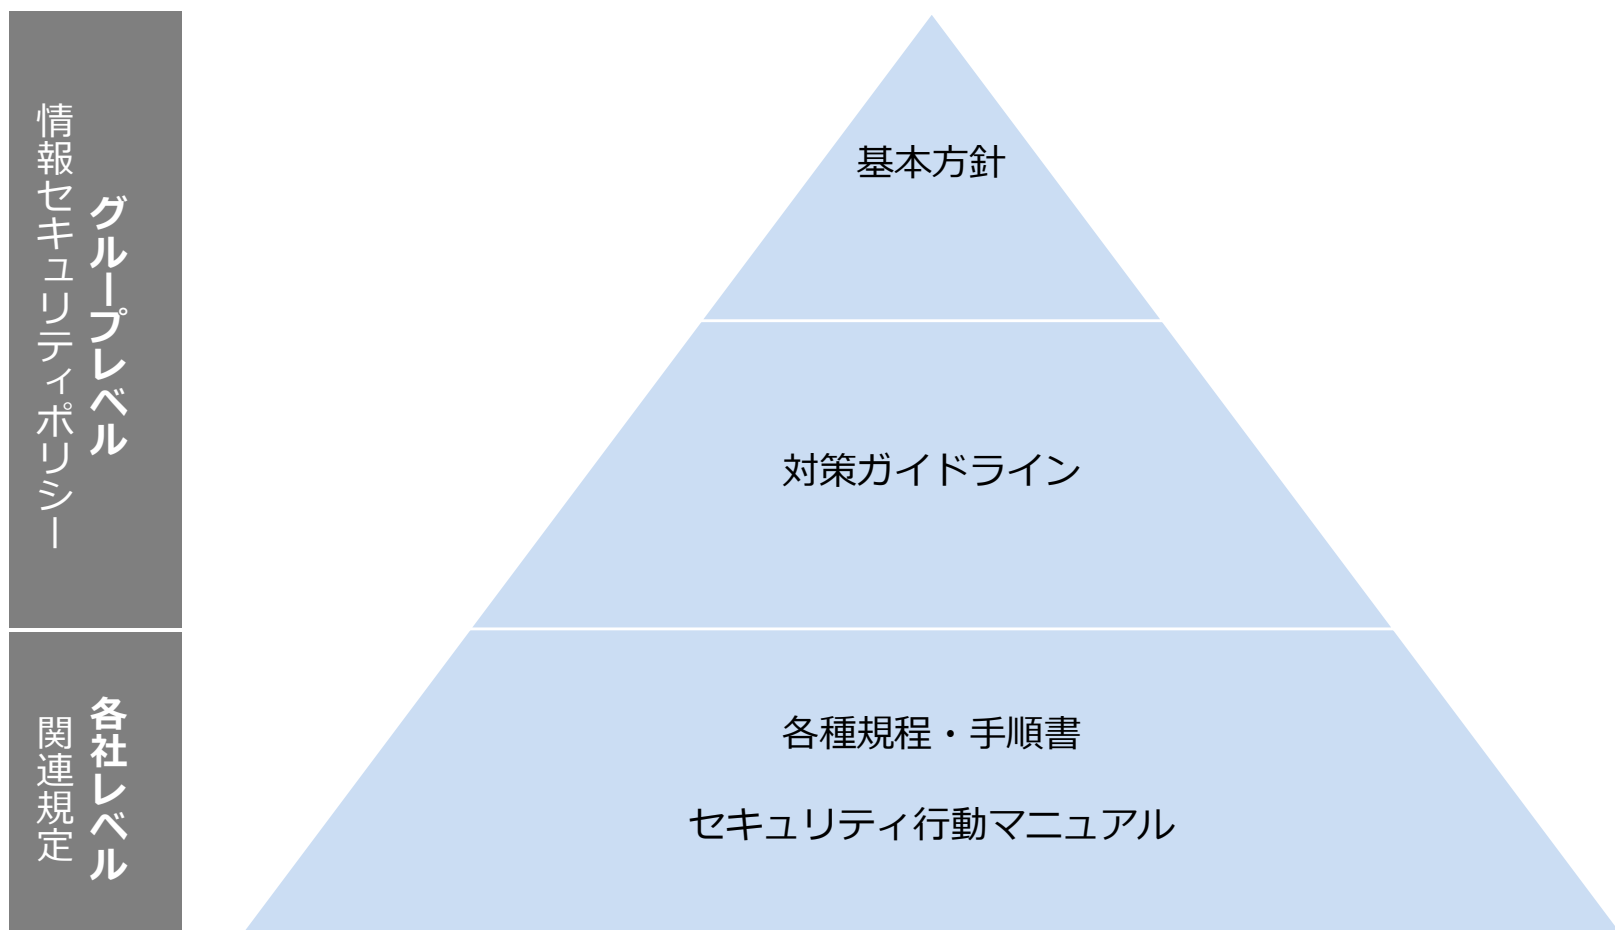 グループレベル
情報セキュリティポリシー
基本方針
対策ガイドライン
各社レベル
関連規定
各種規程・手順書
セキュリティ行動マニュアル